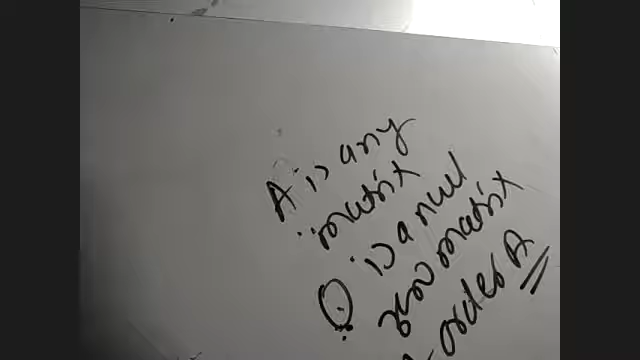 A is any
matrix
O is a null
matrix
order A